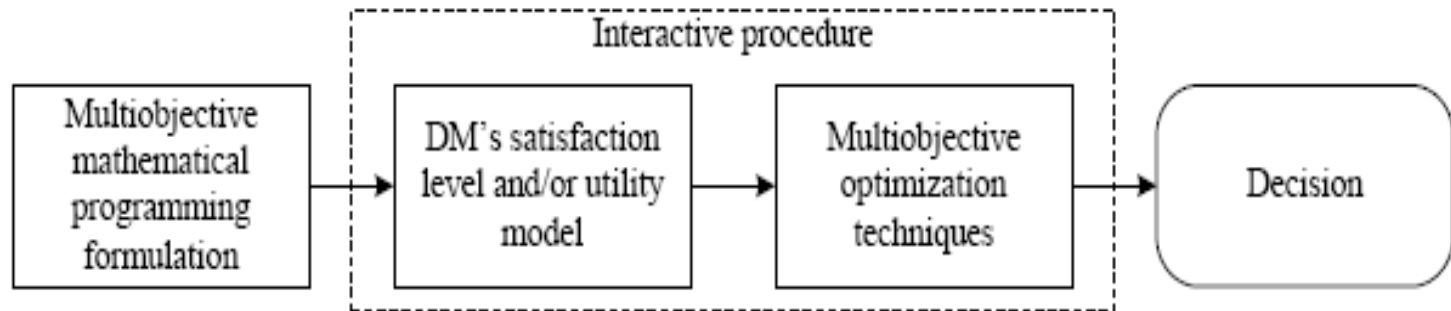 Interactive procedure
Multiobjective
mathematical
programming
formulation
DM's satisfaction
level and/or utility
model
Multiobjective
optimization
techniques
Decision